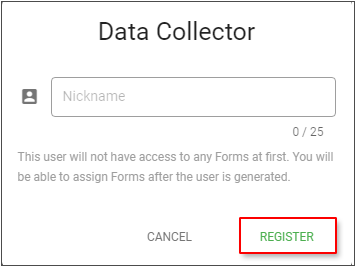 Data Collector
Nickname
0 / 25
This user will not have access to any Forms at first. You will
be able to assign Forms after the user is generated.
CANCEL REGISTER